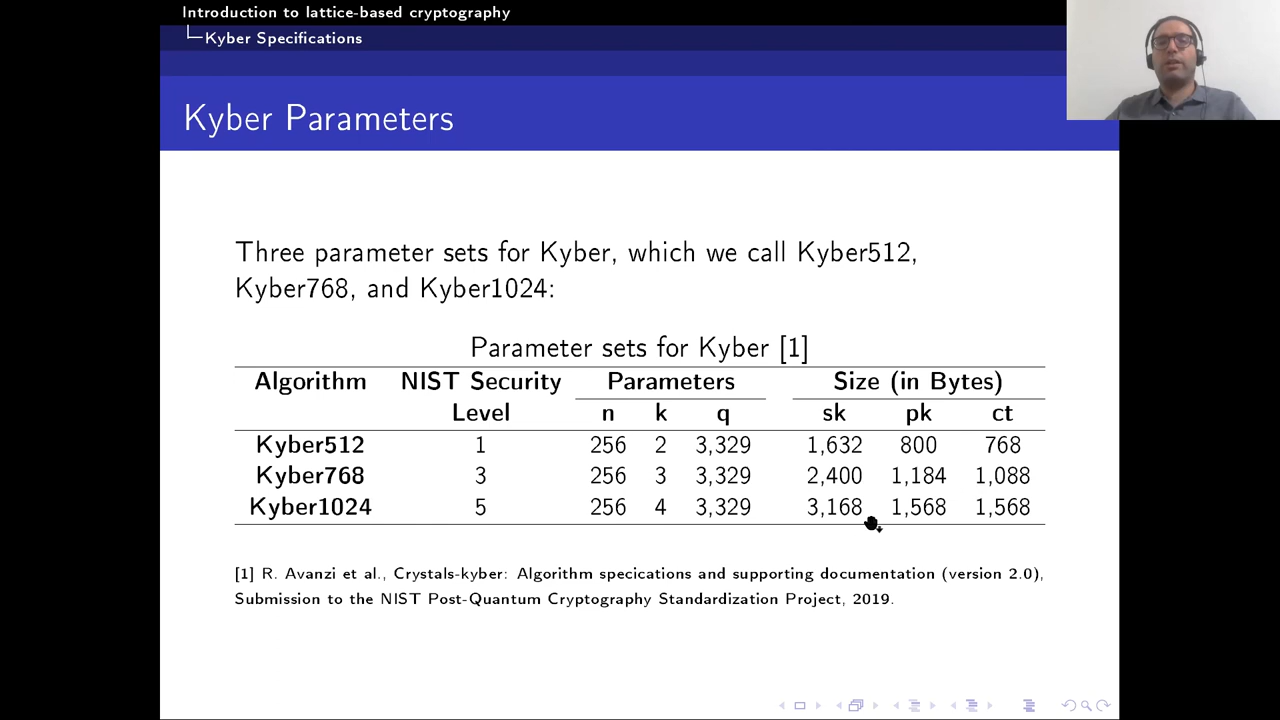 Introduction to lattice-based cryptography
Kyber Specifications
Kyber Parameters
Three parameter sets for Kyber, which we call Kyber512,
Kyber768, and Kyber1024:
Parameter sets for Kyber [1]
Algorithm NIST Security Parameters Size (in Bytes)
Level n k q sk pk ct
Kyber512 1 256 2 3,329 1,632 800 768
Kyber768 3 256 3 3,329 2,400 1,184 1,088
Kyber1024 5 256 4 3,329 3,168 1,568 1,568
[1] R. Avanzi et al., Crystals-kyber: Algorithm specications and supporting documentation (version 2.0),
Submission to the NIST Post-Quantum Cryptography Standardization Project, 2019.